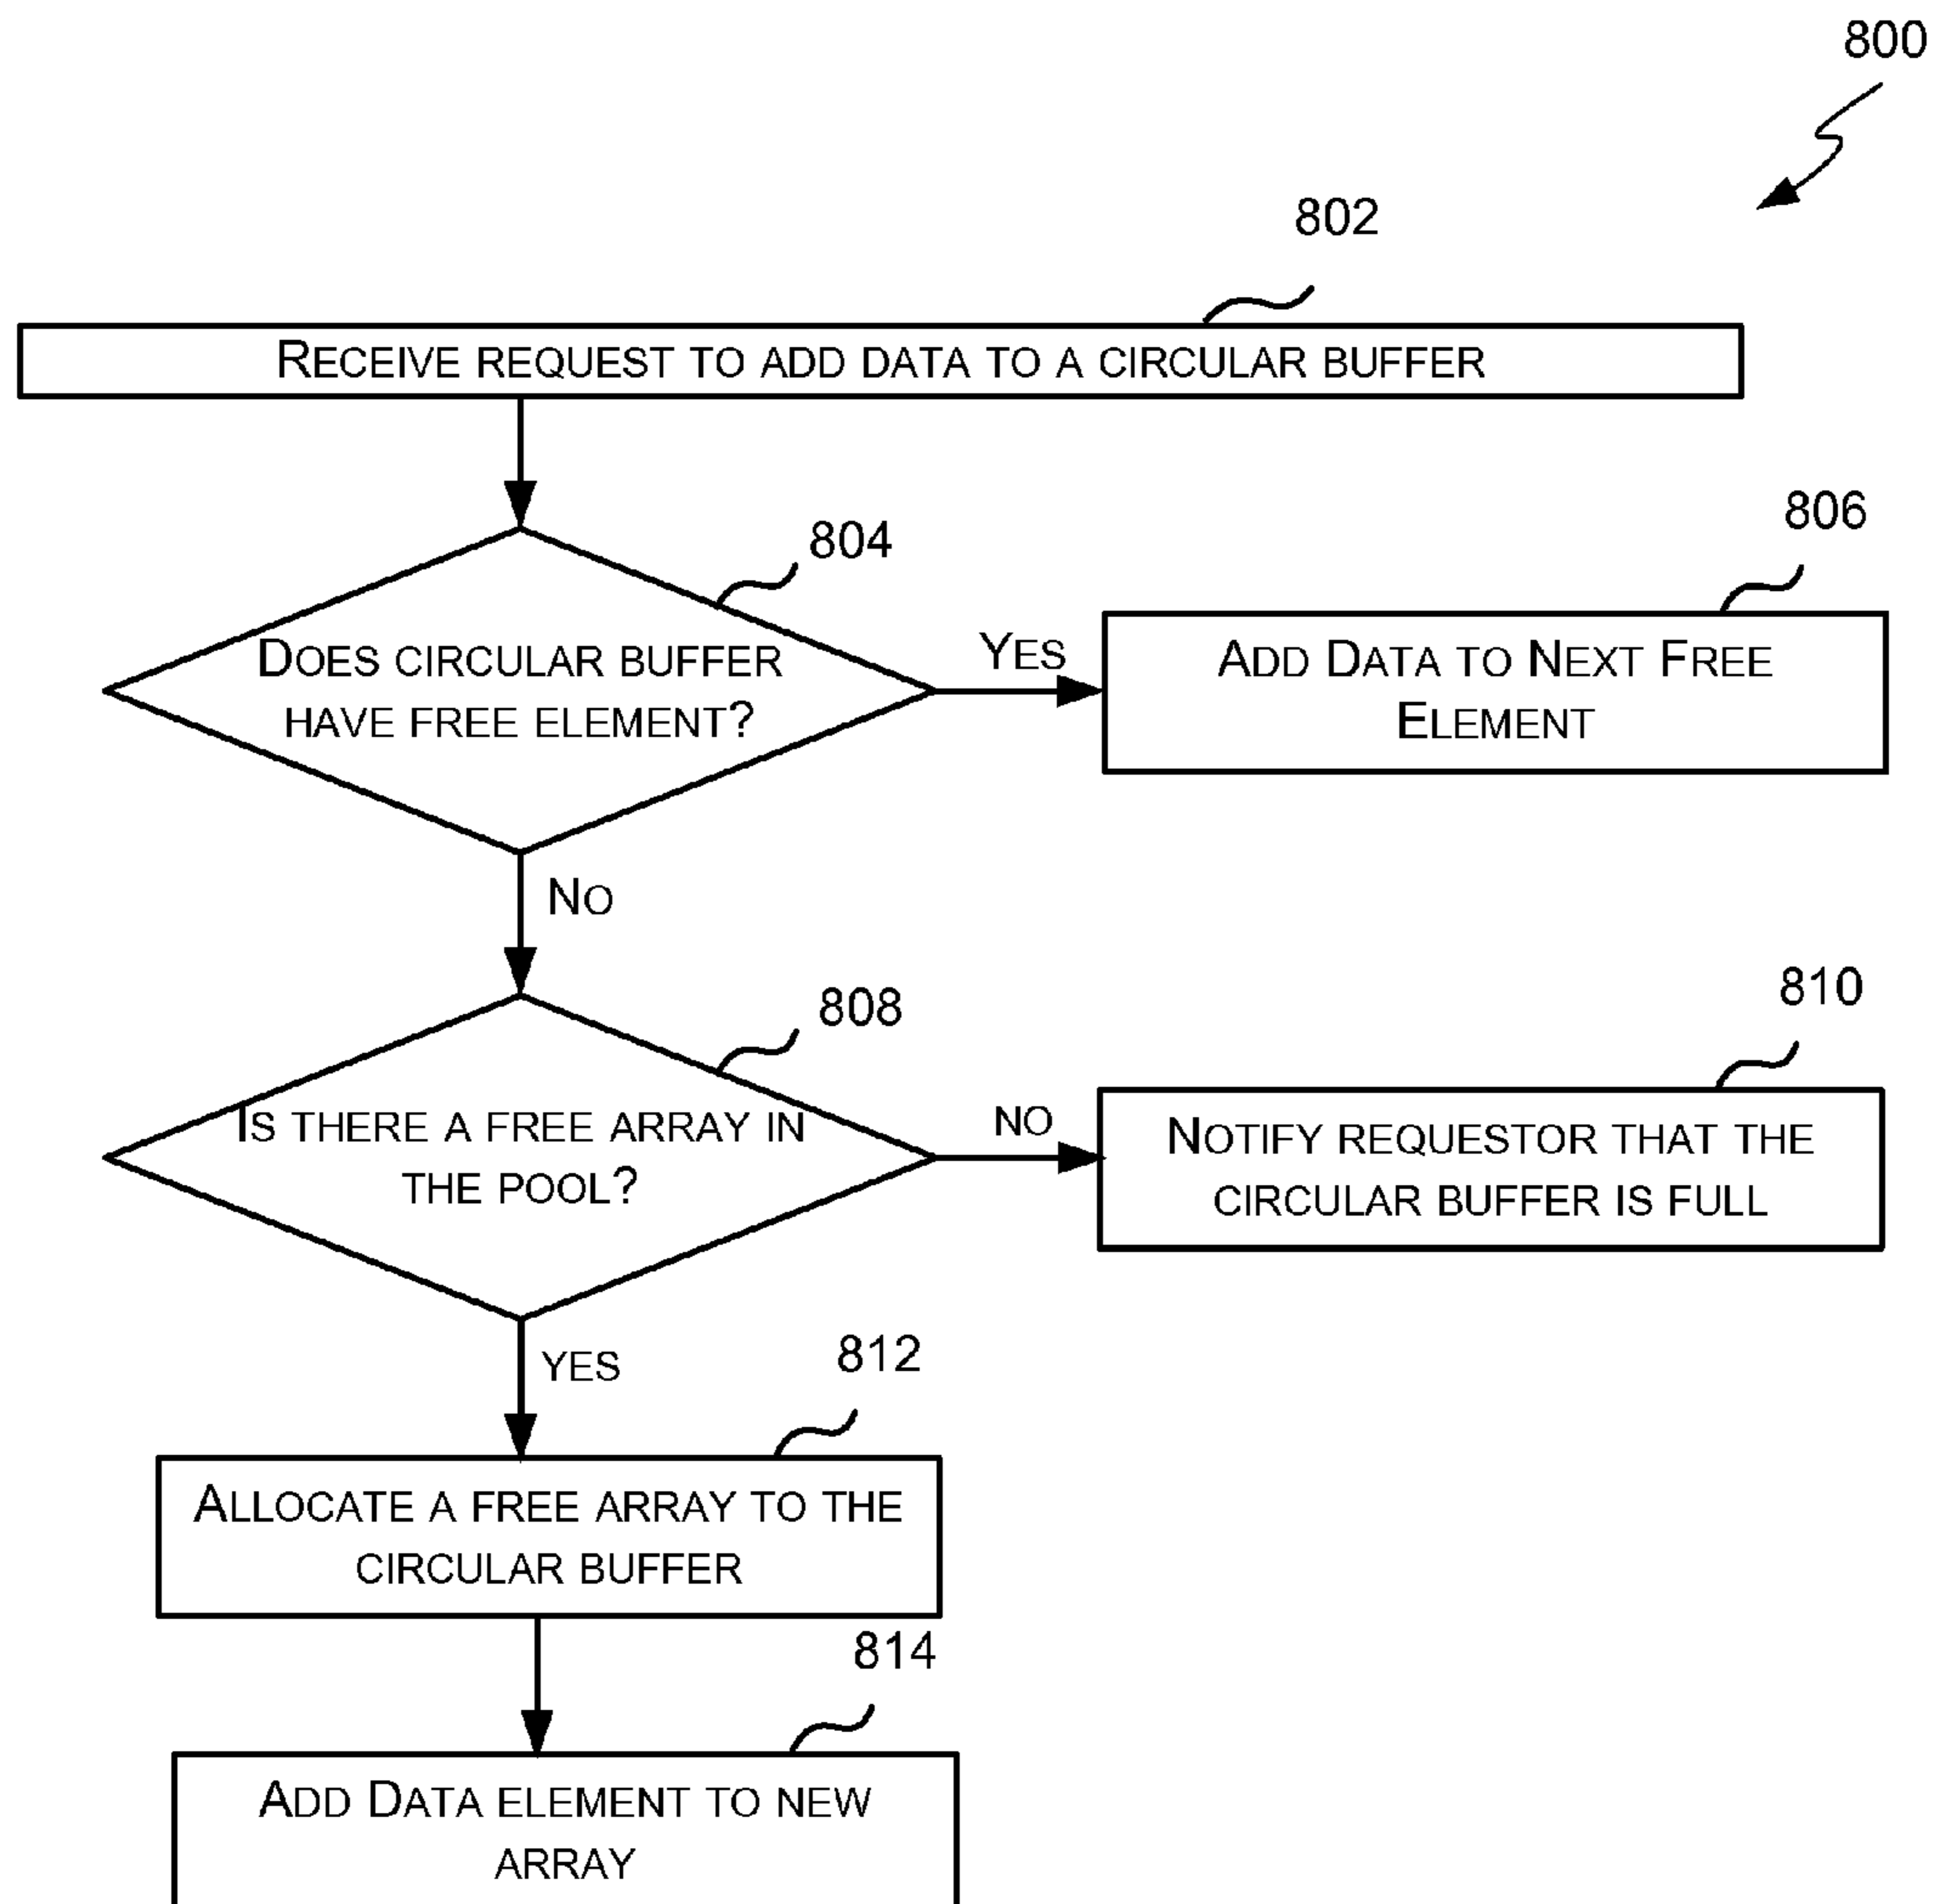 800
802
Receive request to add data to a circular buffer
804
Does circular buffer
have free element?
Yes
806
Add Data to Next Free
Element
No
808
Is there a free array in
the pool?
no
810
Notify requestor that the
circular buffer is full
yes
812
Allocate a free array to the
circular buffer
814
Add Data element to new
array